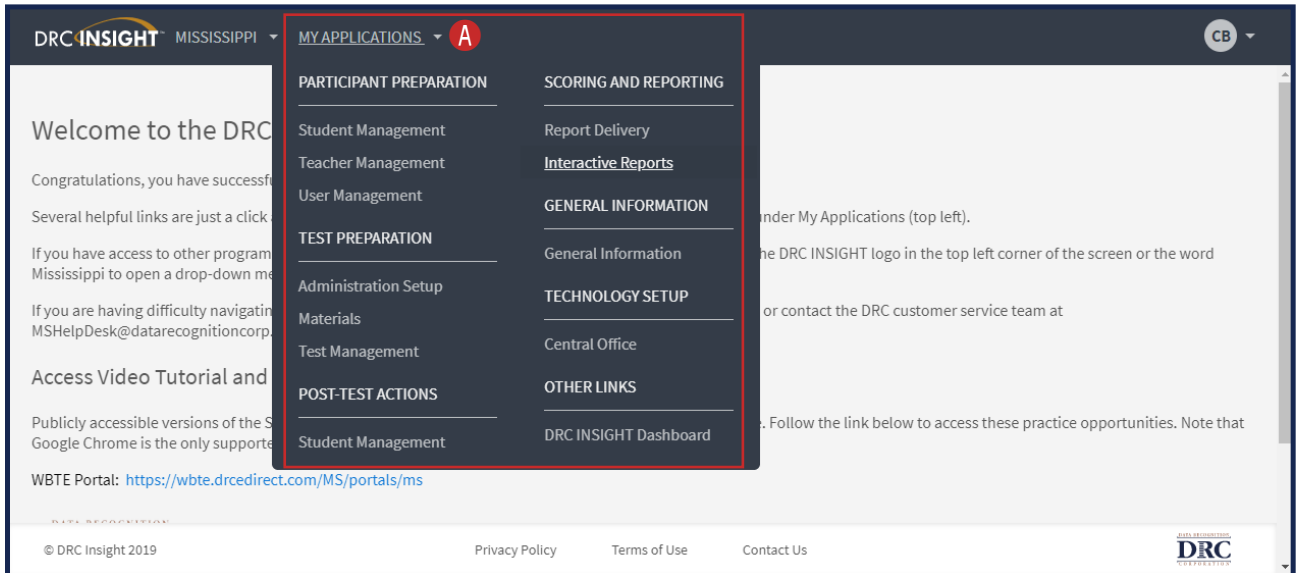 DRC INSIGHT MISSISSIPPI MY APPLICATIONS A CB
PARTICIPANT PREPARATION
Student Management
Teacher Management
User Management
TEST PREPARATION
Administration Setup
Materials
Test Management
POST-TEST ACTIONS
Student Management
SCORING AND REPORTING
Report Delivery
Interactive Reports
GENERAL INFORMATION
General Information
TECHNOLOGY SETUP
Central Office
OTHER LINKS
DRC INSIGHT Dashboard
Welcome to the DRC
Congratulations, you have successf
Several helpful links are just a click under My Applications (top left).
If you have access to other program he DRC INSIGHT logo in the top left corner of the screen or the word
Mississippi to open a drop-down me
If you are having difficulty navigatin or contact the DRC customer service team at
MSHelpDesk@datarecognitioncorp.
Access Video Tutorial and
Publicly accessible versions of the S . Follow the link below to access these practice opportunities. Note that
Google Chrome is the only supporte
WBTE Portal: https://wbte.drcedirect.com/MS/portals/ms
DATA RECOGNITION
© DRC Insight 2019 Privacy Policy Terms of Use Contact Us
DATA RECOGNITION
DRC
CORPORATION